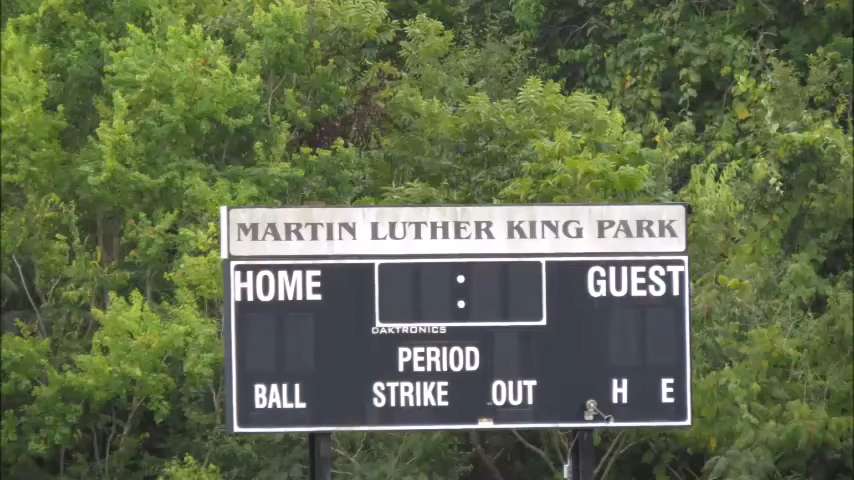 MARTIN LUTHER KING PARK
HOME : GUEST
DAKTRONICS
PERIOD
BALL STRIKE OUT H E